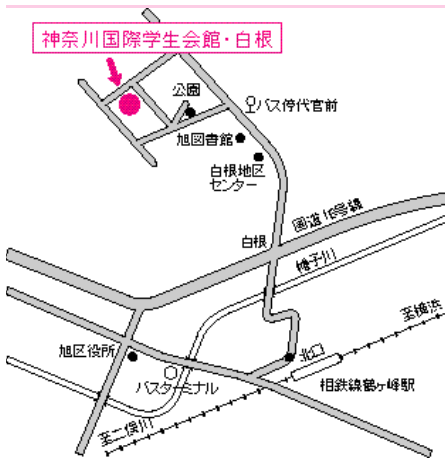 神奈川国際学生会館・白根
公園
バス停代官前
旭図書館
白根地区
センター
国道16号線
白根
帷子川
至横浜
旭区役所
北口
バスターミナル
相鉄線鶴ヶ峰駅
至二俣川